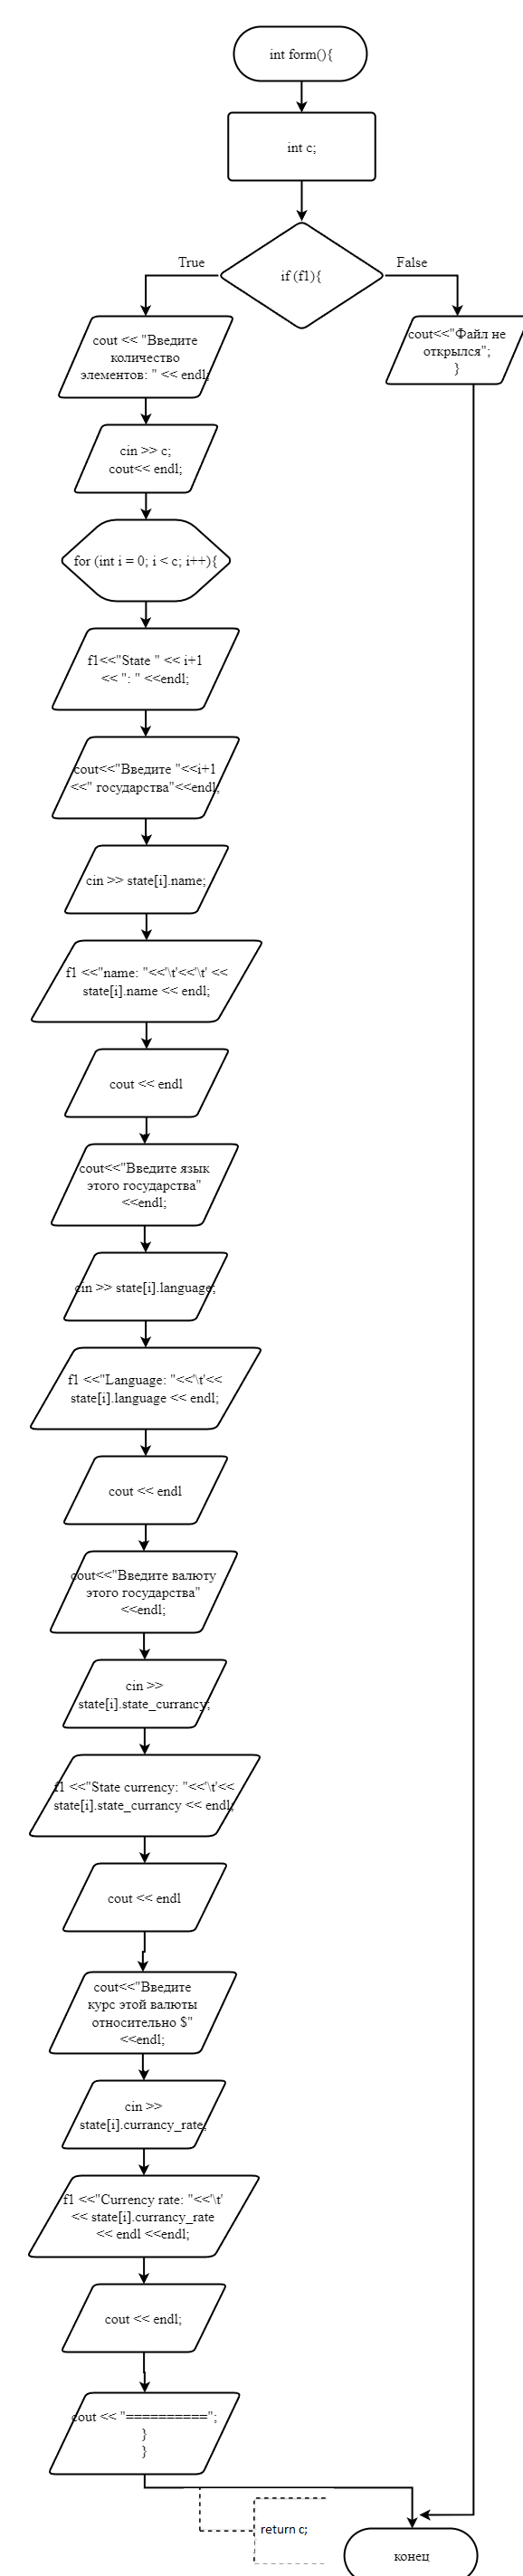 int form(){
int c;
if (f1){
True
False
cout << "Введите
количество
элементов: " << endl;
cout<<"Файл не
открылся";
}
cin >> c;
cout<< endl;
for (int i = 0; i < c; i++){
f1<<"State " << i+1
<< ": " <<endl;
cout<<"Введите "<<i+1
<<" государства"<<endl;
cin >> state[i].name;
f1 <<"name: "<<'\t'<<'\t' <<
state[i].name << endl;
cout << endl
cout<<"Введите язык
этого государства"
<<endl;
cin >> state[i].language;
f1 <<"Language: "<<'\t'<<
state[i].language << endl;
cout << endl
cout<<"Введите валюту
этого государства"
<<endl;
cin >>
state[i].state_currancy;
f1 <<"State currency: "<<'\t'<<
state[i].state_currancy << endl;
cout << endl
cout<<"Введите
курс этой валюты
относительно $"
<<endl;
cin >>
state[i].currancy_rate;
f1 <<"Currency rate: "<<'\t'
<< state[i].currancy_rate
<< endl <<endl;
cout << endl;
cout << "==========";
}
}
return c;
конец